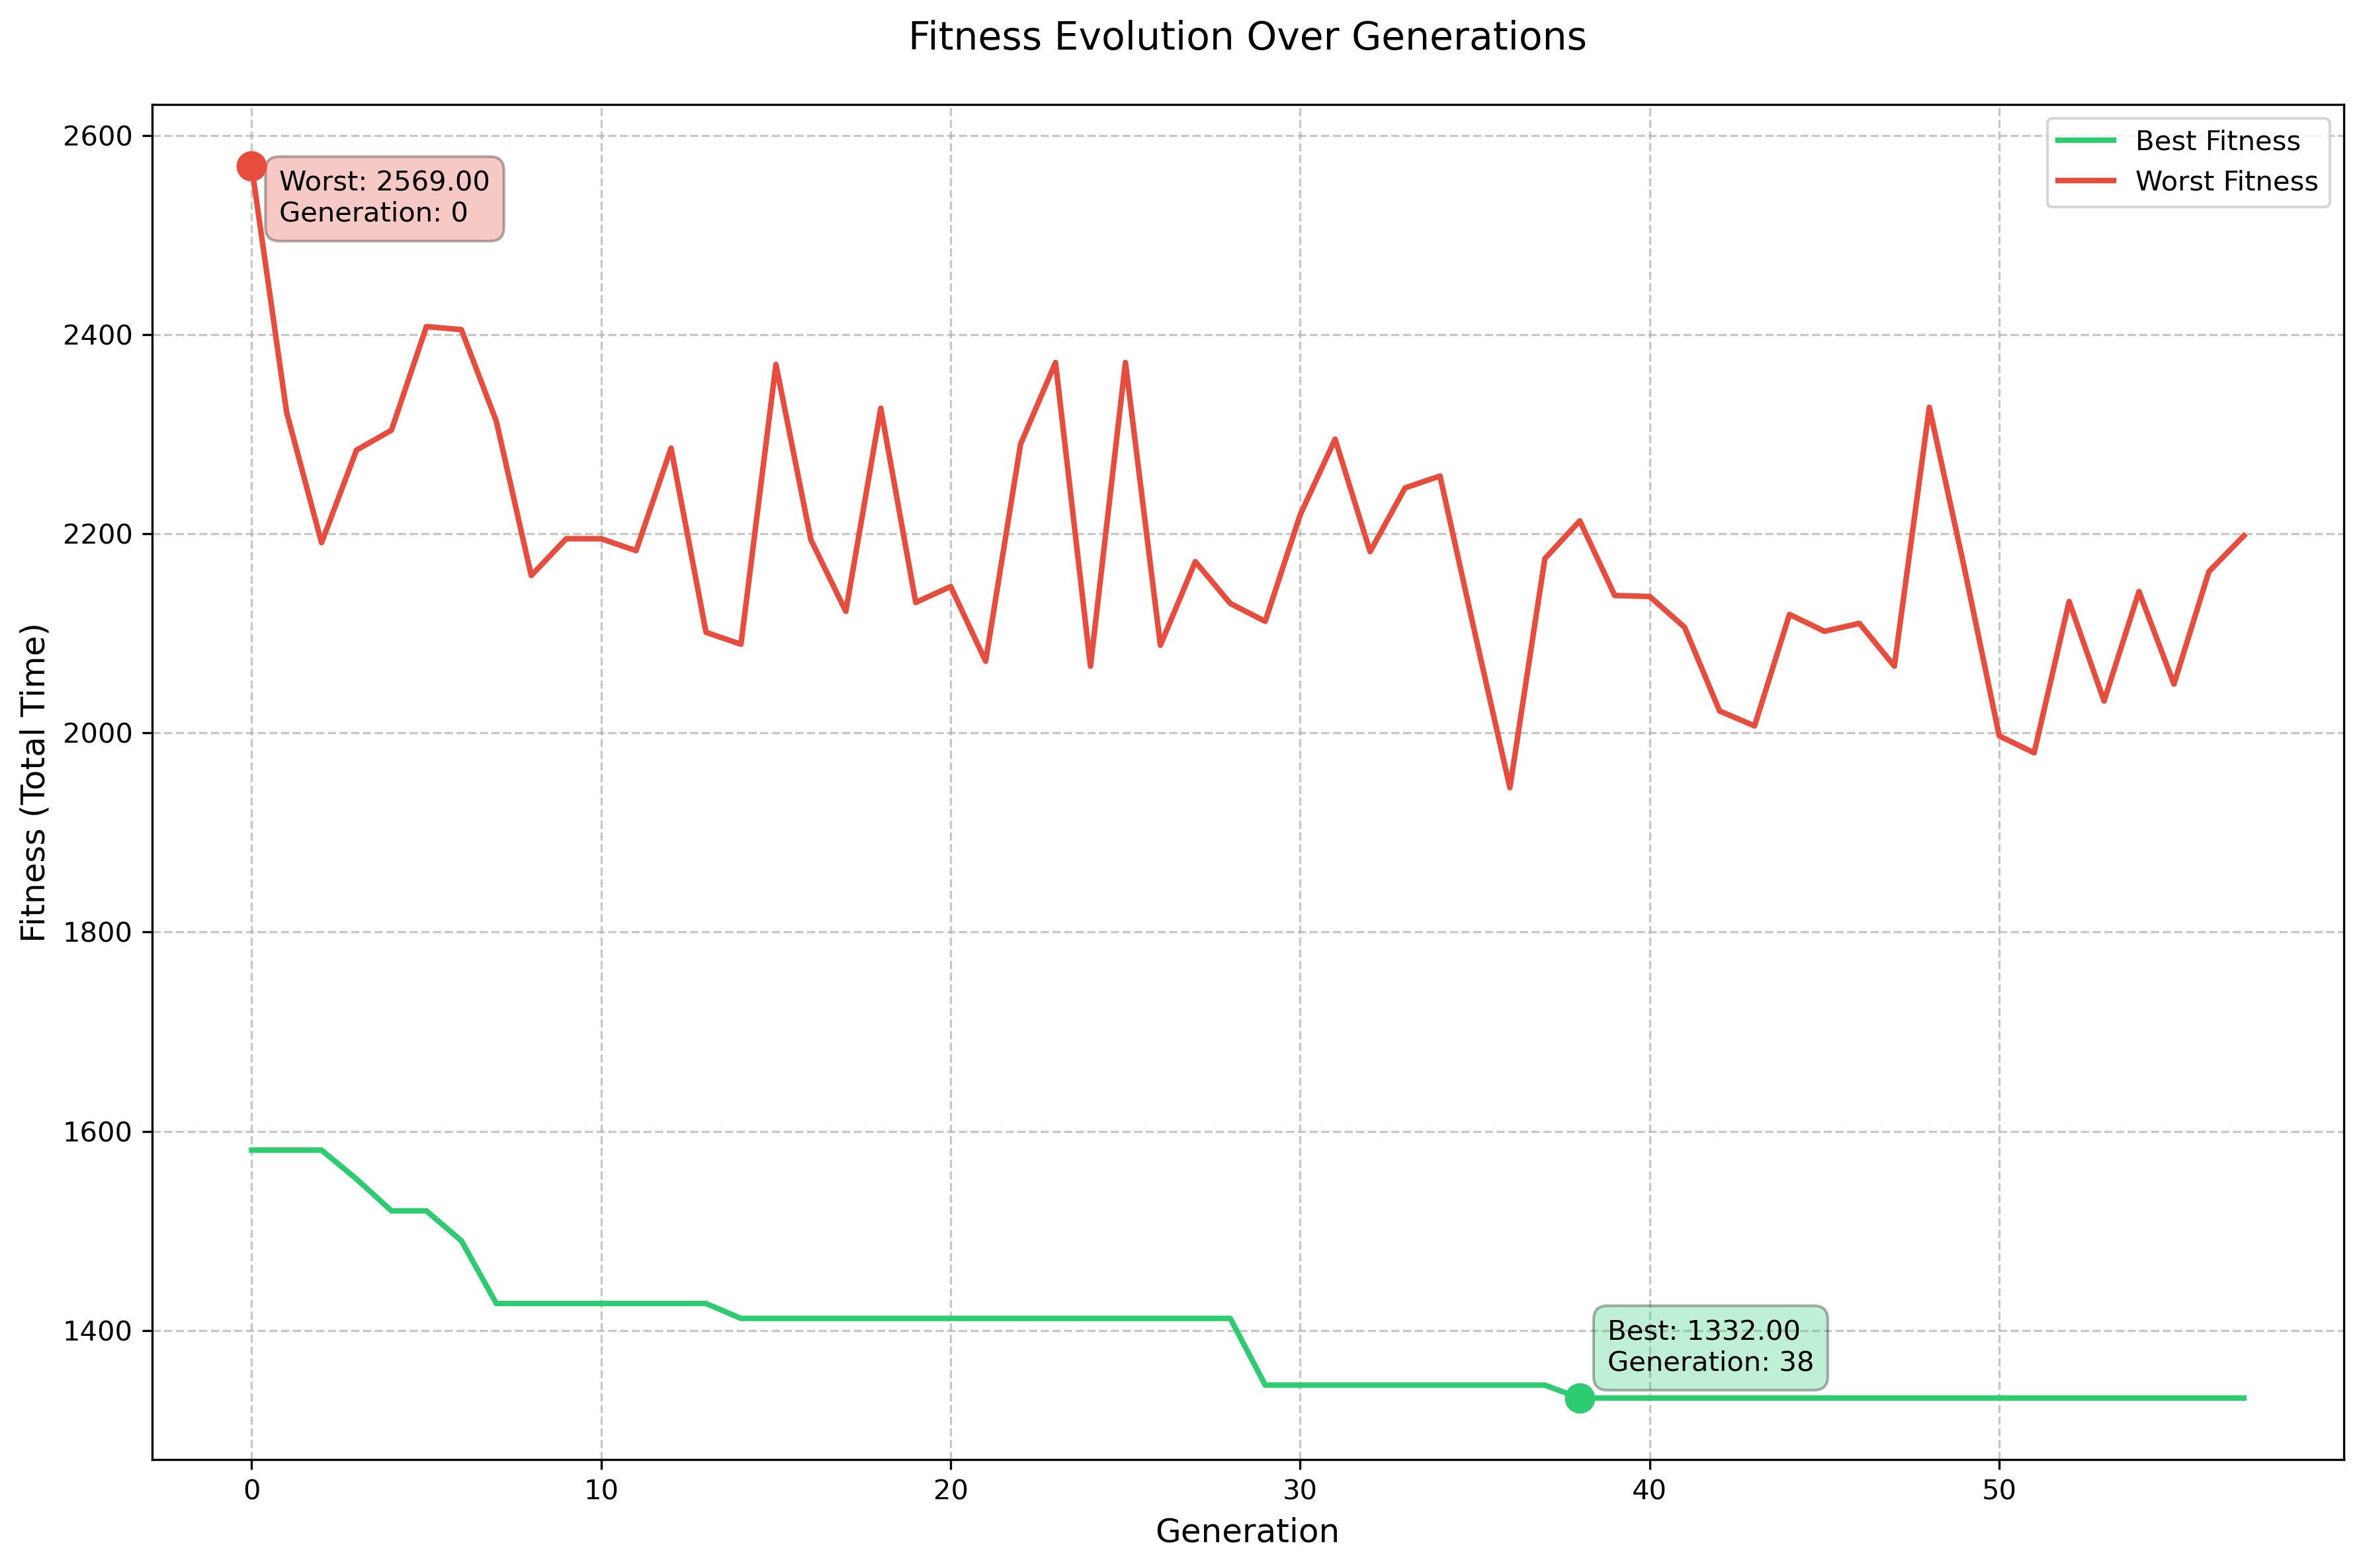 Fitness Evolution Over Generations
2600
2400
2200
2000
1800
1600
1400
Fitness (Total Time)
Worst: 2569.00
Generation: 0
Best Fitness
Worst Fitness
Best: 1332.00
Generation: 38
0 10 20 30 40 50
Generation